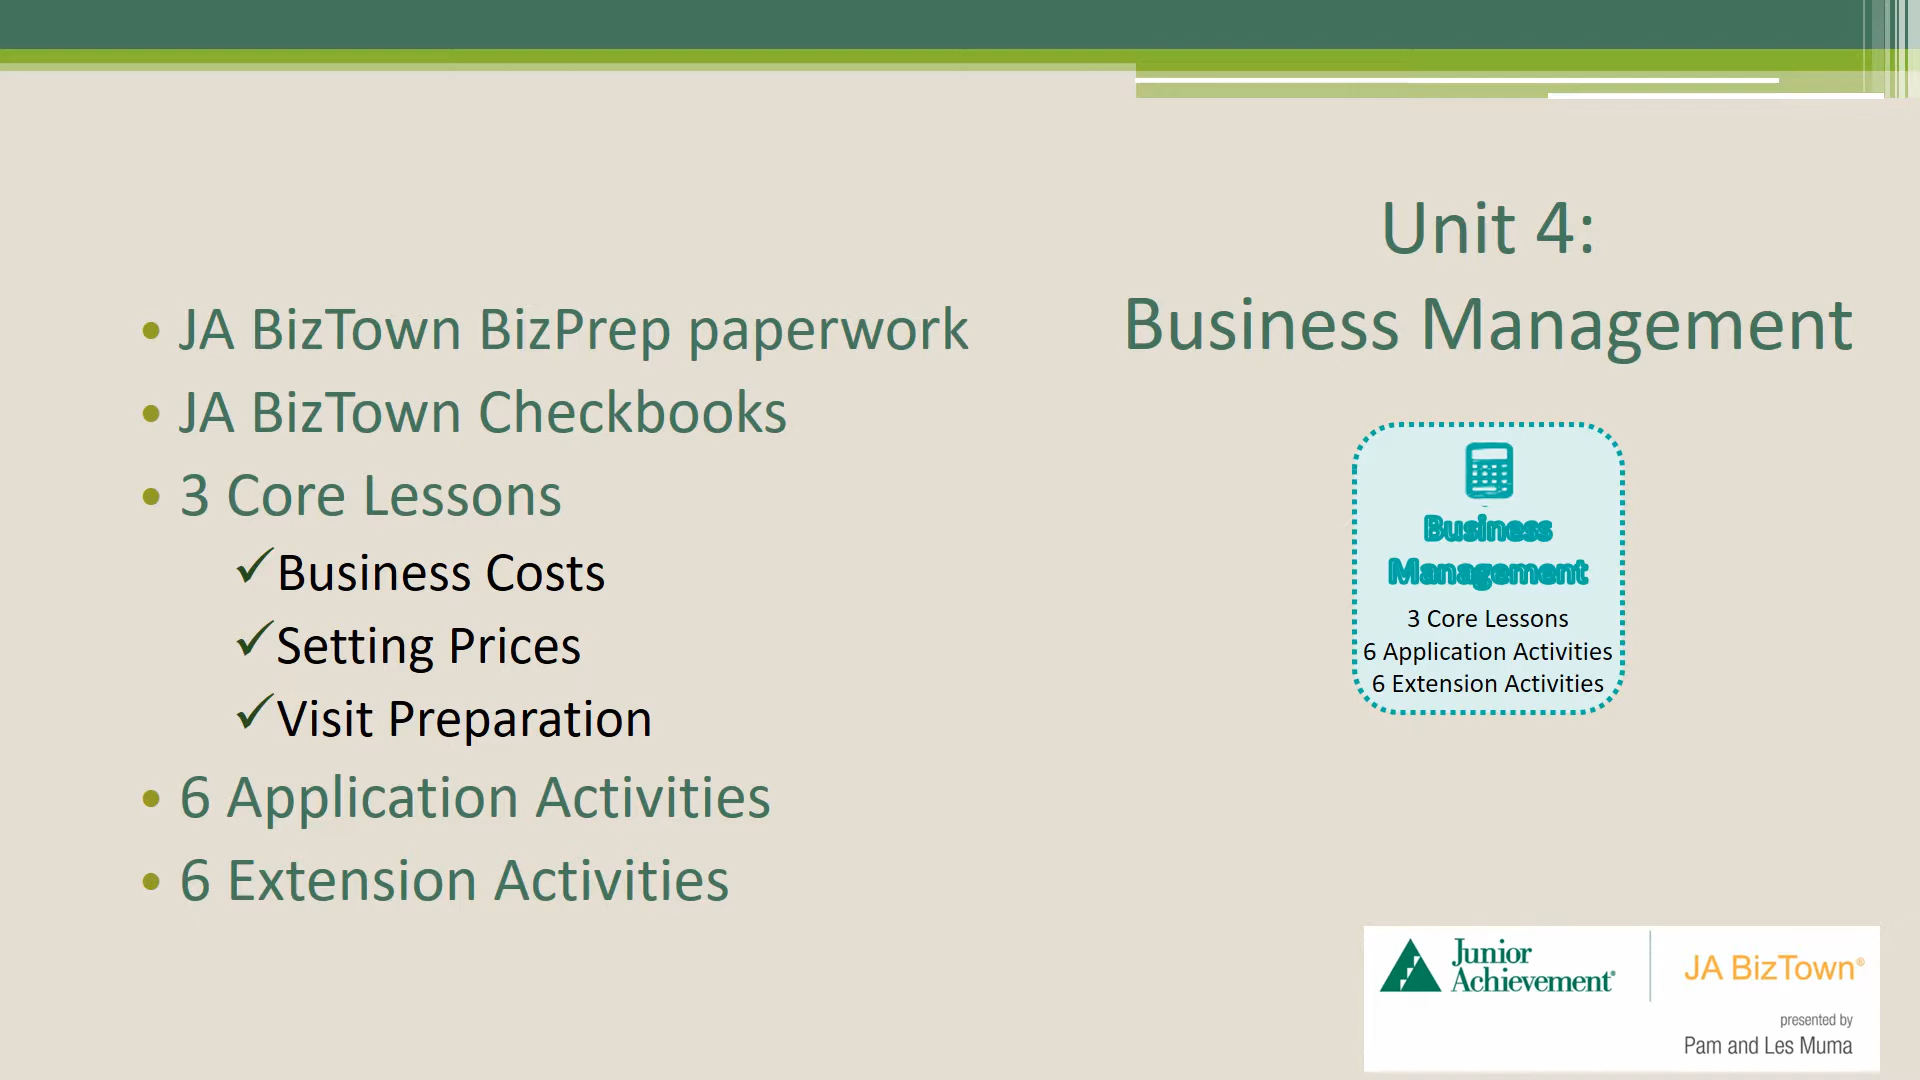 Unit 4:
Business Management
• JA BizTown BizPrep paperwork
• JA BizTown Checkbooks
• 3 Core Lessons
✓Business Costs
✓Setting Prices
✓Visit Preparation
• 6 Application Activities
• 6 Extension Activities
Business
Management
3 Core Lessons
6 Application Activities
6 Extension Activities
Junior
Achievement®
JA BizTown®
presented by
Pam and Les Muma